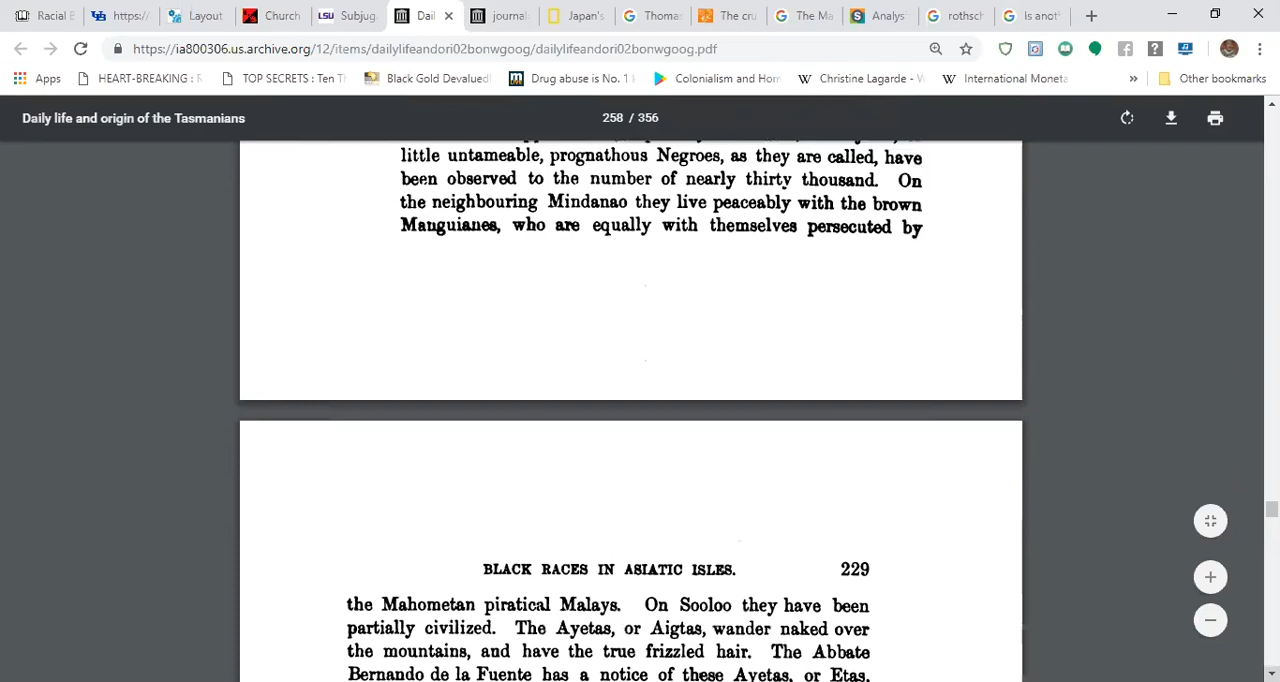 Racial E
https:/
Layout
Church
Subjug
Dail
journal
Japan's
Thomas
The cru
The Ma
Analys
rothsch
Is anot
https://ia800306.us.archive.org/12/items/dailylifeandori02bonwgoog/dailylifeandori02bonwgoog.pdf
Apps
HEART-BREAKING :
TOP SECRETS : Ten T
Black Gold Devalued
Drug abuse is No. 1
Colonialism and Hom
Christine Lagarde -
International Moneta
»
Other bookmarks
Daily life and origin of the Tasmanians
258 / 356
little untameable, prognathous Negroes, as they are called, have
been observed to the number of nearly thirty thousand. On
the neighbouring Mindanao they live peaceably with the brown
Manguianes, who are equally with themselves persecuted by
BLACK RACES IN ASIATIC ISLES. 229
the Mahometan piratical Malays. On Sooloo they have been
partially civilized. The Ayetas, or Aigtas, wander naked over
the mountains, and have the true frizzled hair. The Abbate
Bernando de la Fuente has a notice of these Ayetas, or Etas,